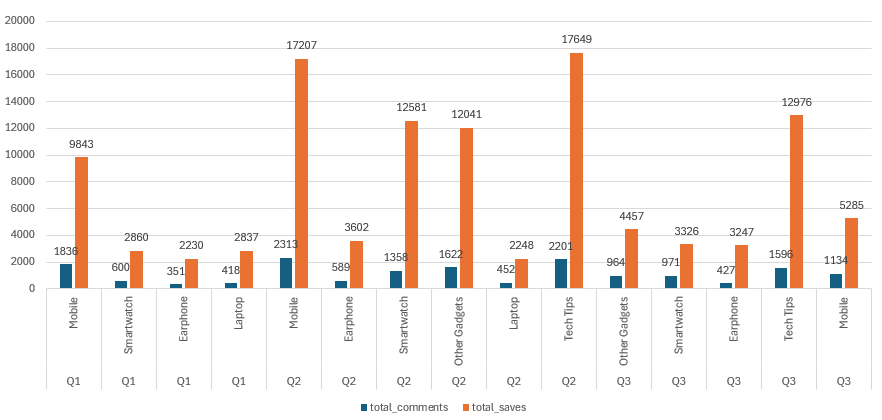 20000
18000
16000
14000
12000
10000
8000
6000
4000
2000
0
1836
9843
600
2860
351
2230
418
2837
2313
17207
589
3602
1358
12581
1622
12041
452
2248
2201
17649
964
4457
971
3326
427
3247
1596
12976
1134
5285
Mobile
Smartwatch
Earphone
Laptop
Mobile
Earphone
Smartwatch
Other Gadgets
Laptop
Tech Tips
Other Gadgets
Smartwatch
Earphone
Tech Tips
Mobile
Q1 Q1 Q1 Q1 Q2 Q2 Q2 Q2 Q2 Q2 Q3 Q3 Q3 Q3 Q3
total_comments total_saves